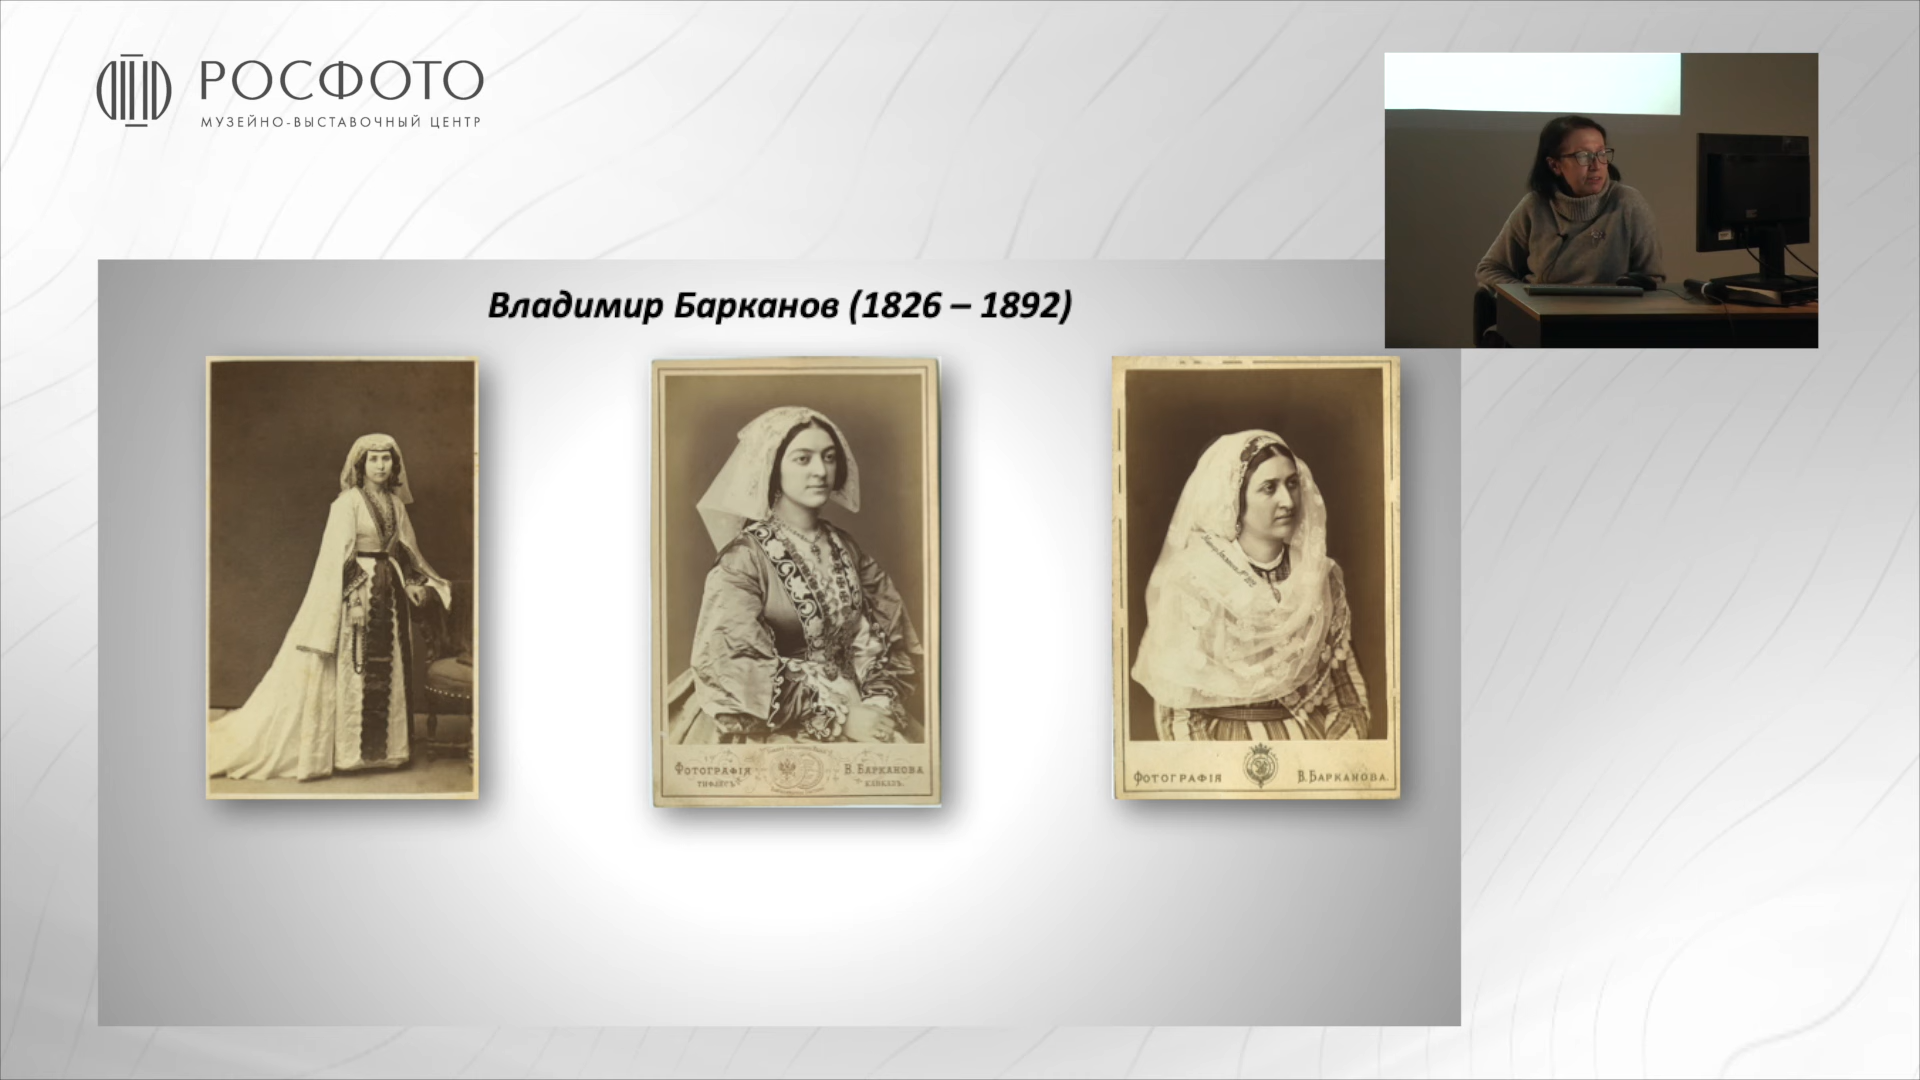 РОСФОТО
МУЗЕЙНО-ВЫСТАВОЧНЫЙ ЦЕНТР
Владимир Барканов (1826 – 1892)
Фотографія
В. Барканова
Тифлисъ
Кавказъ.
Фотографія
В. Барканова.